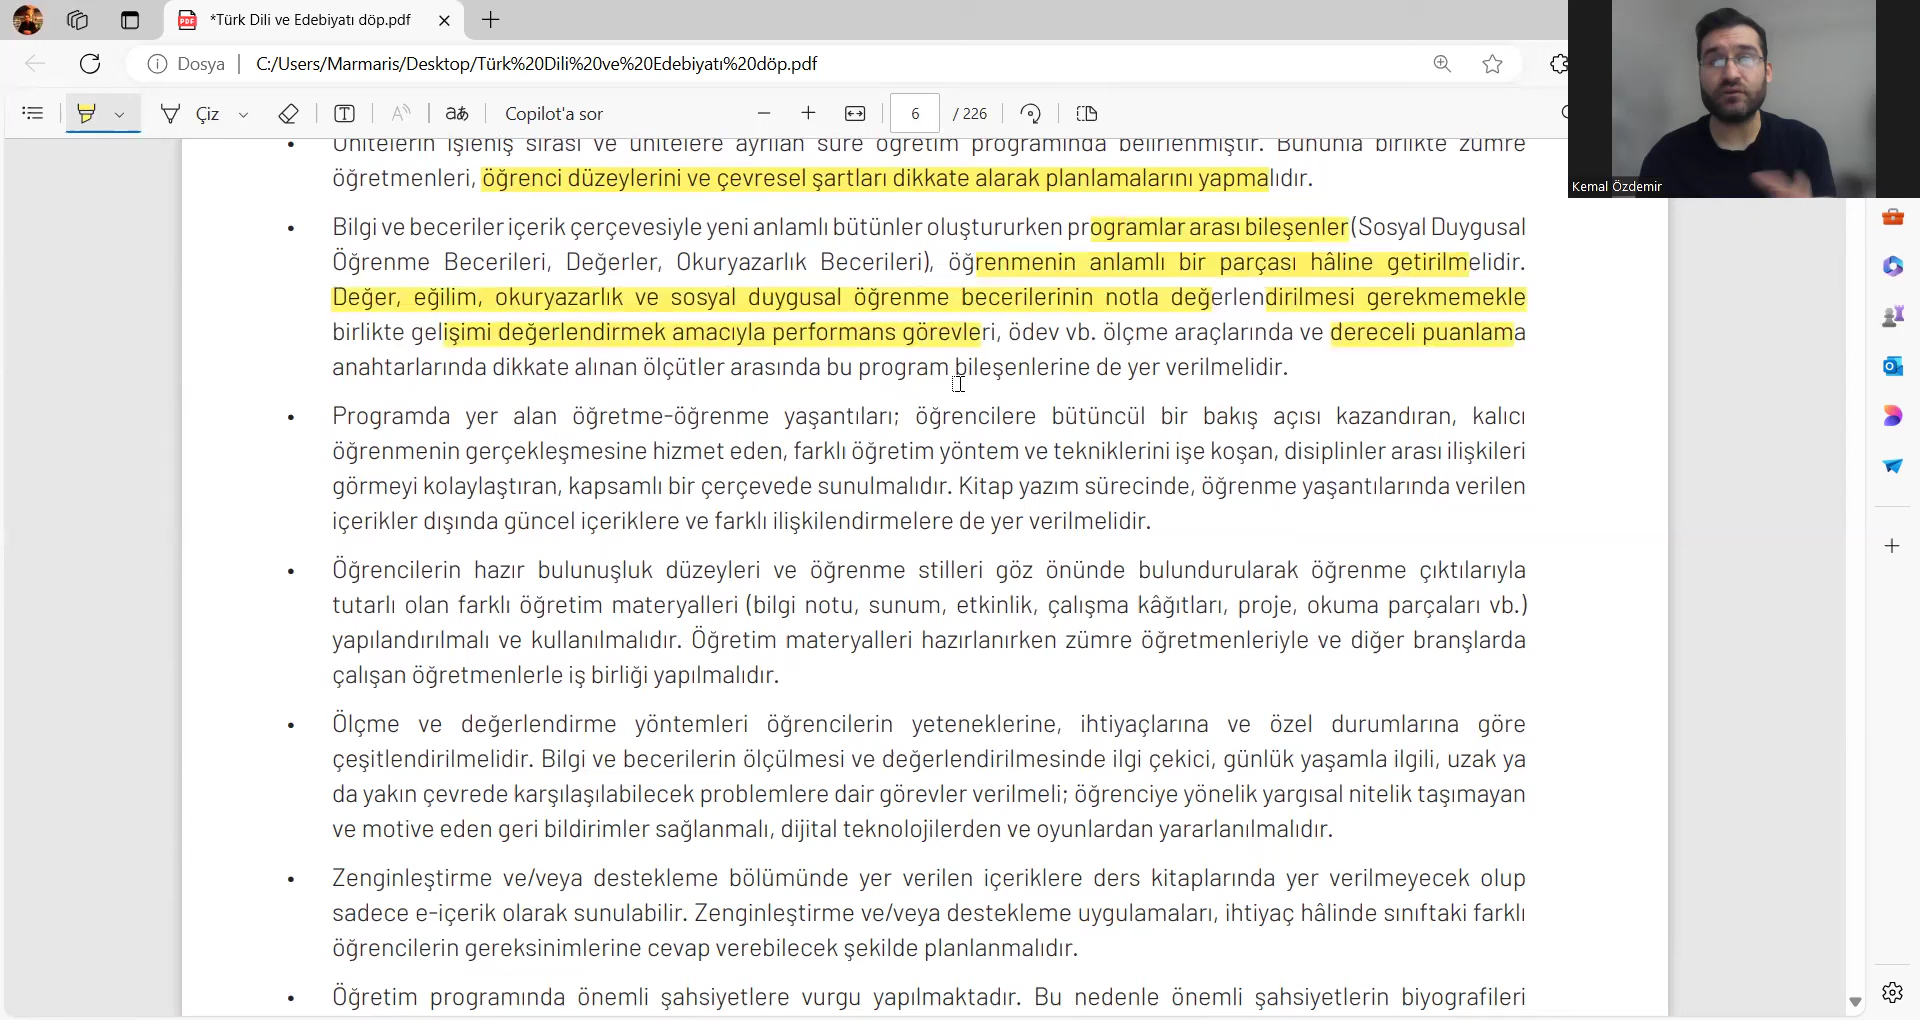 *Türk Dili ve Edebiyatı döp.pdf
Dosya
C:/Users/Marmaris/Desktop/Türk%20Dili%20ve%20Edebiyatı%20döp.pdf
Çiz
Copilot'a sor
6 / 226
Kemal Özdemir
Ünitelerin işleniş sırası ve ünitelere ayrılan süre öğretim programında belirlenmiştir. Bununla birlikte zümre
öğretmenleri, öğrenci düzeylerini ve çevresel şartları dikkate alarak planlamalarını yapmalıdır.
• Bilgi ve beceriler içerik çerçevesiyle yeni anlamlı bütünler oluştururken programlar arası bileşenler (Sosyal Duygusal
Öğrenme Becerileri, Değerler, Okuryazarlık Becerileri), öğrenmenin anlamlı bir parçası hâline getirilmelidir.
Değer, eğilim, okuryazarlık ve sosyal duygusal öğrenme becerilerinin notla değerlendirilmesi gerekmemekle
birlikte gelişimi değerlendirmek amacıyla performans görevleri, ödev vb. ölçme araçlarında ve dereceli puanlama
anahtarlarında dikkate alınan ölçütler arasında bu program bileşenlerine de yer verilmelidir.
• Programda yer alan öğretme-öğrenme yaşantıları; öğrencilere bütüncül bir bakış açısı kazandıran, kalıcı
öğrenmenin gerçekleşmesine hizmet eden, farklı öğretim yöntem ve tekniklerini işe koşan, disiplinler arası ilişkileri
görmeyi kolaylaştıran, kapsamlı bir çerçevede sunulmalıdır. Kitap yazım sürecinde, öğrenme yaşantılarında verilen
içerikler dışında güncel içeriklere ve farklı ilişkilendirmelere de yer verilmelidir.
• Öğrencilerin hazır bulunuşluk düzeyleri ve öğrenme stilleri göz önünde bulundurularak öğrenme çıktılarıyla
tutarlı olan farklı öğretim materyalleri (bilgi notu, sunum, etkinlik, çalışma kâğıtları, proje, okuma parçaları vb.)
yapılandırılmalı ve kullanılmalıdır. Öğretim materyalleri hazırlanırken zümre öğretmenleriyle ve diğer branşlarda
çalışan öğretmenlerle iş birliği yapılmalıdır.
• Ölçme ve değerlendirme yöntemleri öğrencilerin yeteneklerine, ihtiyaçlarına ve özel durumlarına göre
çeşitlendirilmelidir. Bilgi ve becerilerin ölçülmesi ve değerlendirilmesinde ilgi çekici, günlük yaşamla ilgili, uzak ya
da yakın çevrede karşılaşılabilecek problemlere dair görevler verilmeli; öğrenciye yönelik yargısal nitelik taşımayan
ve motive eden geri bildirimler sağlanmalı, dijital teknolojilerden ve oyunlardan yararlanılmalıdır.
• Zenginleştirme ve/veya destekleme bölümünde yer verilen içeriklere ders kitaplarında yer verilmeyecek olup
sadece e-içerik olarak sunulabilir. Zenginleştirme ve/veya destekleme uygulamaları, ihtiyaç hâlinde sınıftaki farklı
öğrencilerin gereksinimlerine cevap verebilecek şekilde planlanmalıdır.
• Öğretim programında önemli şahsiyetlere vurgu yapılmaktadır. Bu nedenle önemli şahsiyetlerin biyografileri